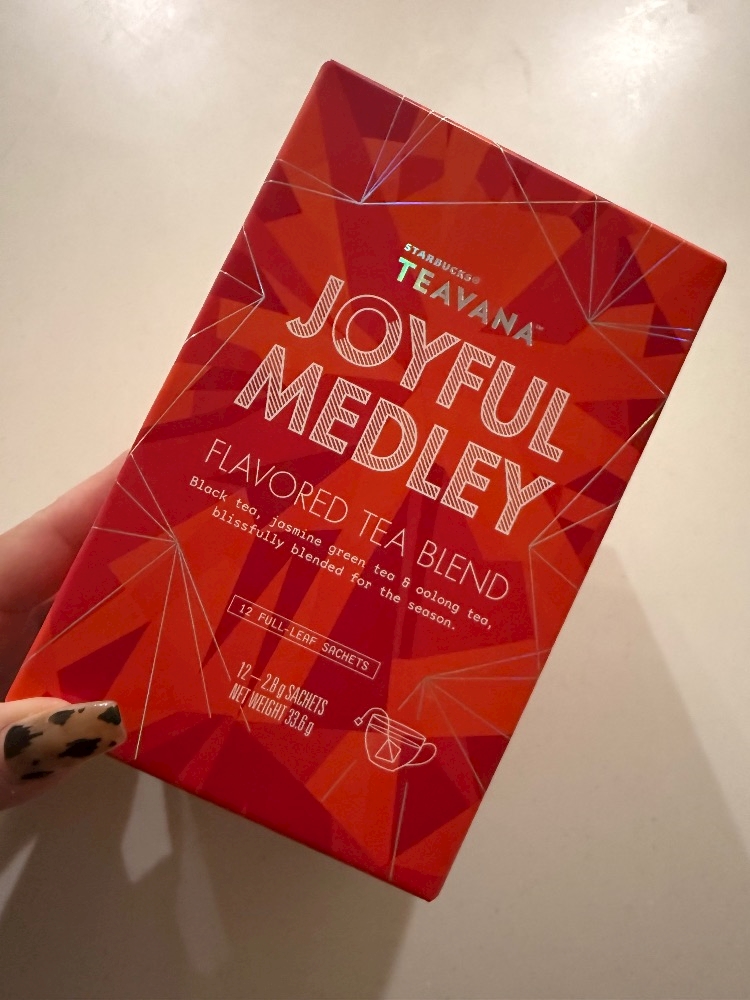 STARBUCKS®
TEAVANA™
JOYFUL
MEDLEY
FLAVORED TEA BLEND
Black tea, jasmine green tea & oolong tea,
blissfully blended for the season.
12 FULL-LEAF SACHETS
12 — 2.8 g SACHETS
NET WEIGHT 33.6 g